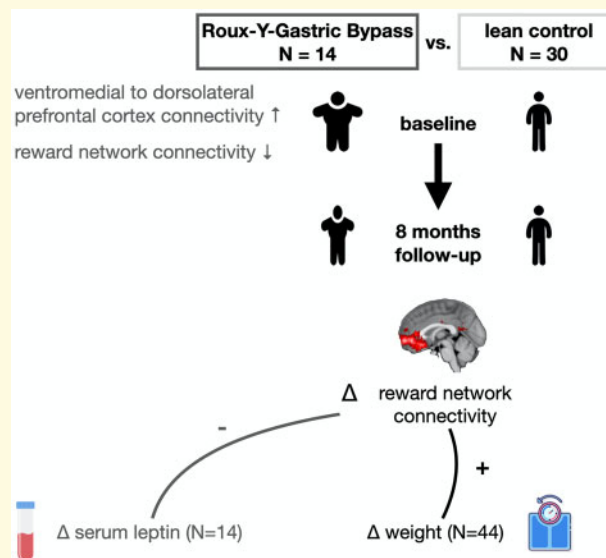 Roux-Y-Gastric Bypass
N = 14
vs.
lean control
N = 30
ventromedial to dorsolateral
prefrontal cortex connectivity ↑
reward network connectivity ↓
baseline
8 months
follow-up
Δ reward network
connectivity
-
+
Δ serum leptin (N=14)
Δ weight (N=44)